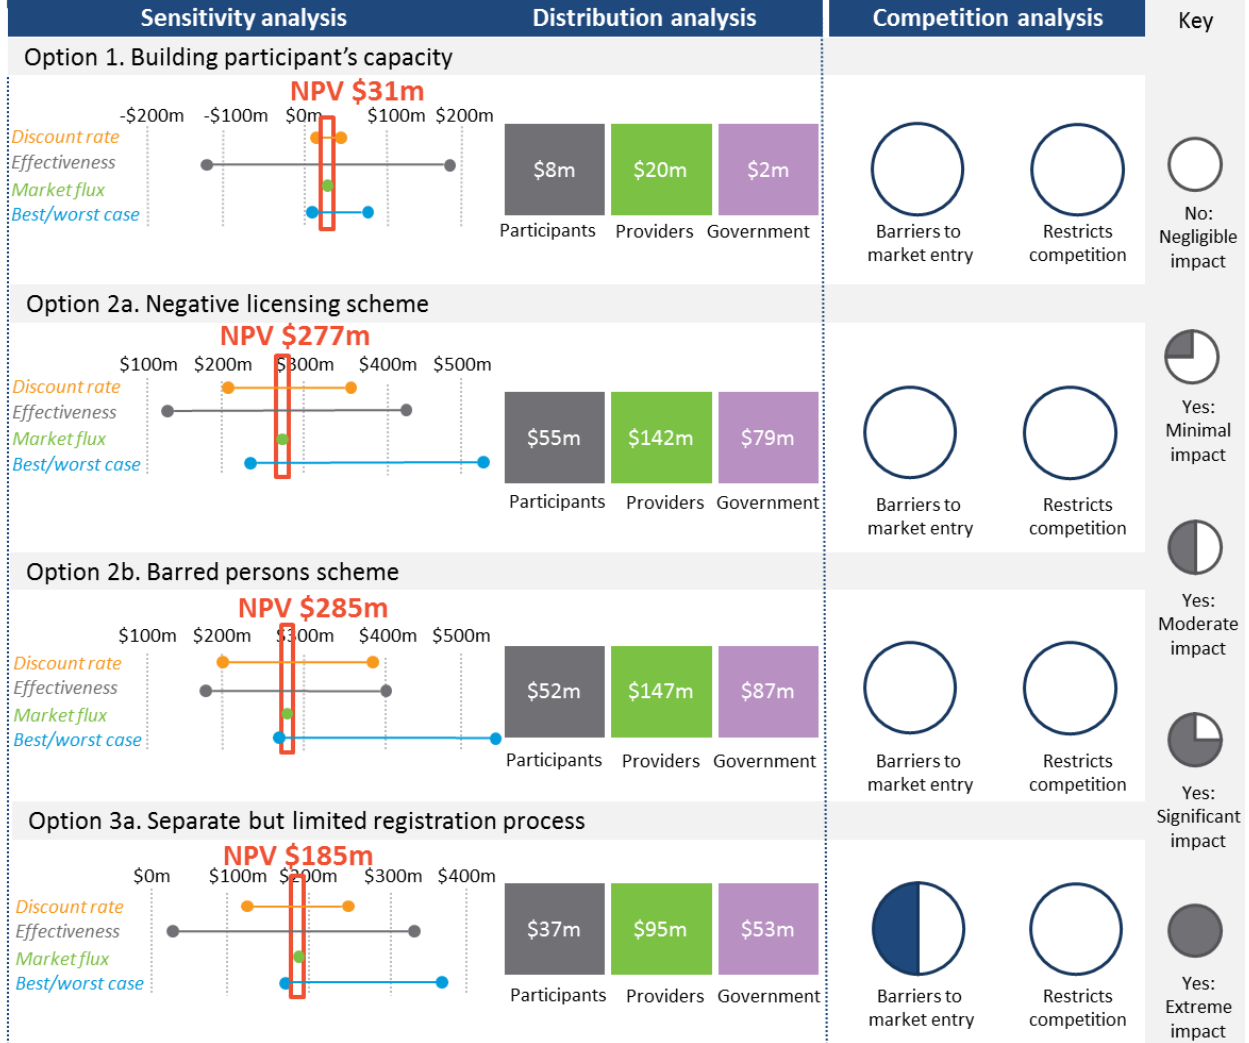 Sensitivity analysis
Distribution analysis
Competition analysis
Key
Option 1. Building participant's capacity
NPV $31m
-$200m -$100m $0m $100m $200m
Discount rate
Effectiveness
Market flux
Best/worst case
$8m $20m $2m
Participants Providers Government
Barriers to
market entry
Restricts
competition
Option 2a. Negative licensing scheme
NPV $277m
$100m $200m $300m $400m $500m
Discount rate
Effectiveness
Market flux
Best/worst case
$55m $142m $79m
Participants Providers Government
Barriers to
market entry
Restricts
competition
Option 2b. Barred persons scheme
NPV $285m
$100m $200m $300m $400m $500m
Discount rate
Effectiveness
Market flux
Best/worst case
$52m $147m $87m
Participants Providers Government
Barriers to
market entry
Restricts
competition
Option 3a. Separate but limited registration process
NPV $185m
$0m $100m $200m $300m $400m
Discount rate
Effectiveness
Market flux
Best/worst case
$37m $95m $53m
Participants Providers Government
Barriers to
market entry
Restricts
competition
No:
Negligible
impact
Yes:
Minimal
impact
Yes:
Moderate
impact
Yes:
Significant
impact
Yes:
Extreme
impact